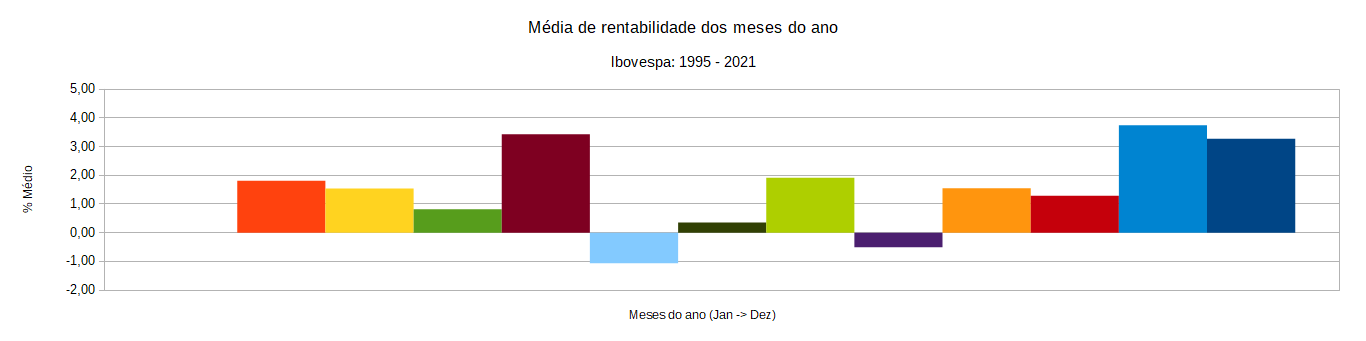 Média de rentabilidade dos meses do ano
Ibovespa: 1995 - 2021
5,00
4,00
3,00
2,00
1,00
0,00
-1,00
-2,00
% Médio
Meses do ano (Jan -> Dez)